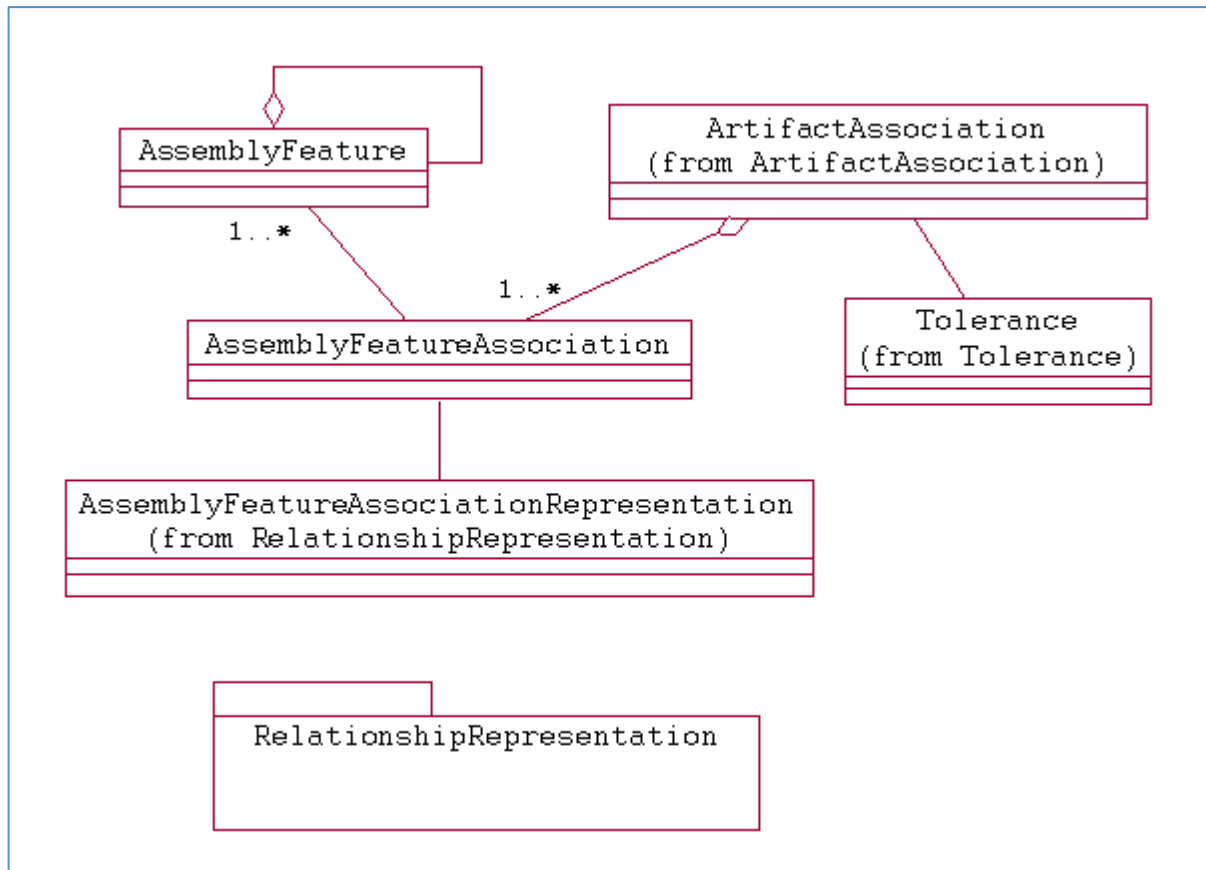 AssemblyFeature
ArtifactAssociation
(from ArtifactAssociation)
1..*
1..*
AssemblyFeatureAssociation
Tolerance
(from Tolerance)
AssemblyFeatureAssociationRepresentation
(from RelationshipRepresentation)
RelationshipRepresentation